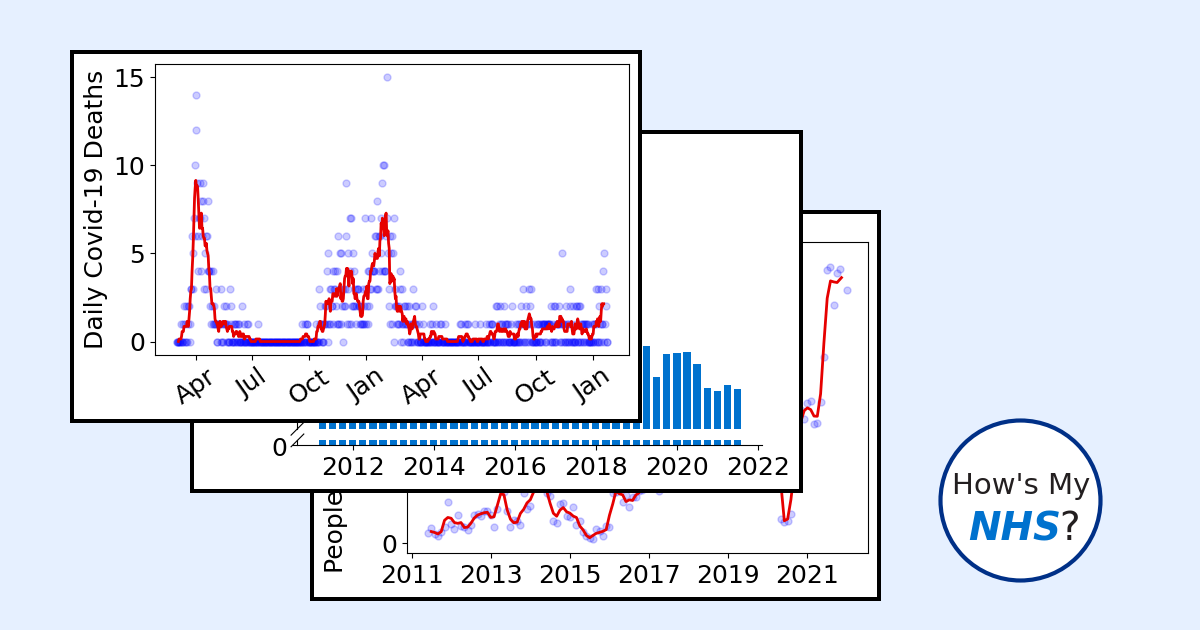 Daily Covid-19 Deaths
15
10
5
0
Apr Jul Oct Jan Apr Jul Oct Jan
0
2012 2014 2016 2018 2020 2022
People
0
2011 2013 2015 2017 2019 2021
How's My
NHS?